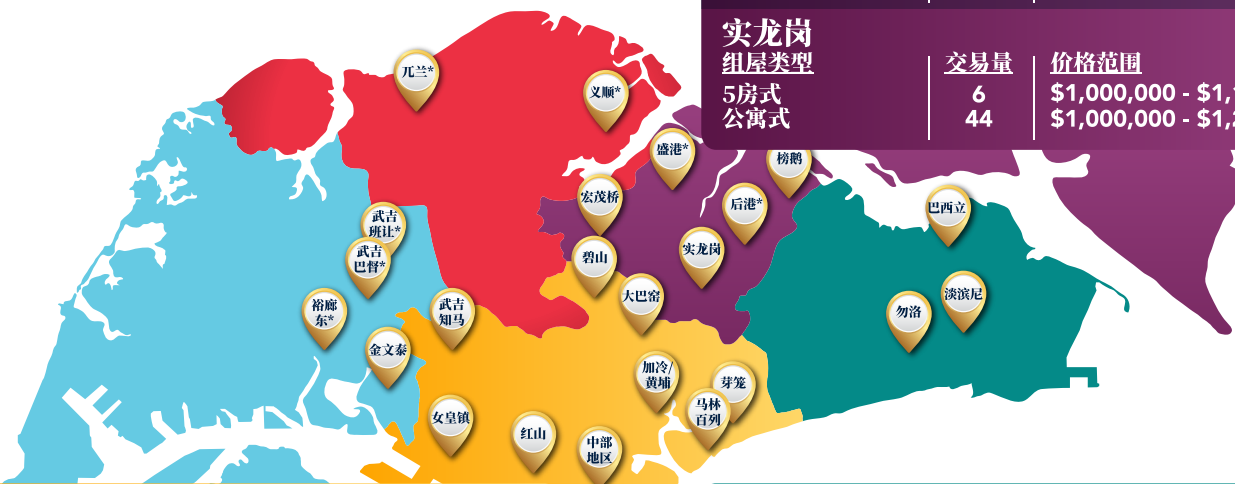 实龙岗
组屋类型 交易量 价格范围
5房式 6 $1,000,000 - $1,
公寓式 44 $1,000,000 - $1,
兀兰*
义顺*
盛港*
榜鹅
宏茂桥
后港*
巴西立
武吉
班让*
武吉
巴督*
碧山
实龙岗
大巴窑
淡滨尼
勿洛
裕廊
东*
武吉
知马
金文泰
加冷/
黄埔
芽笼
马林
百列
女皇镇
红山
中部
地区